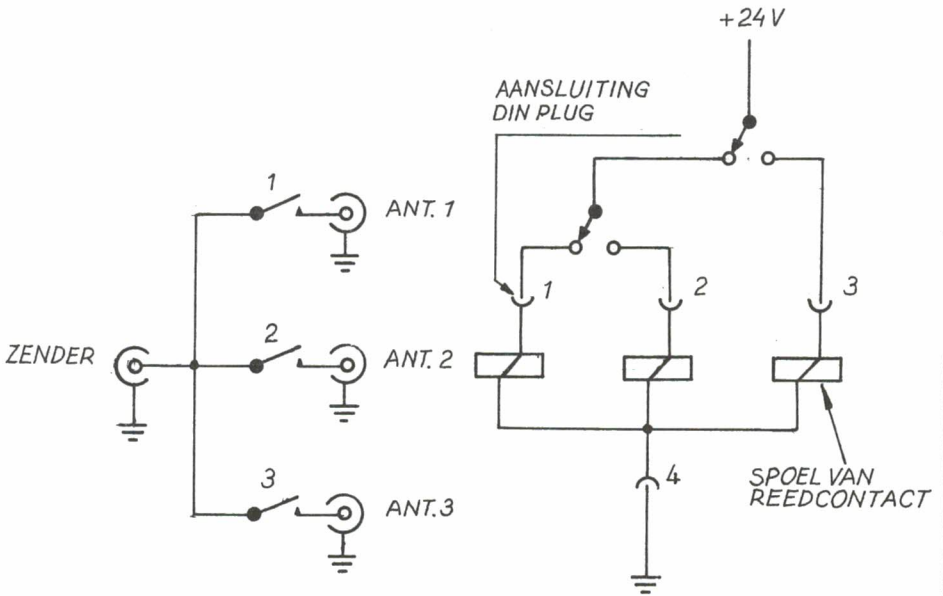 +24V
AANSLUITING
DIN PLUG
1
ANT. 1
1
2
3
ZENDER
2
ANT. 2
3
ANT. 3
4
SPOEL VAN
REEDCONTACT